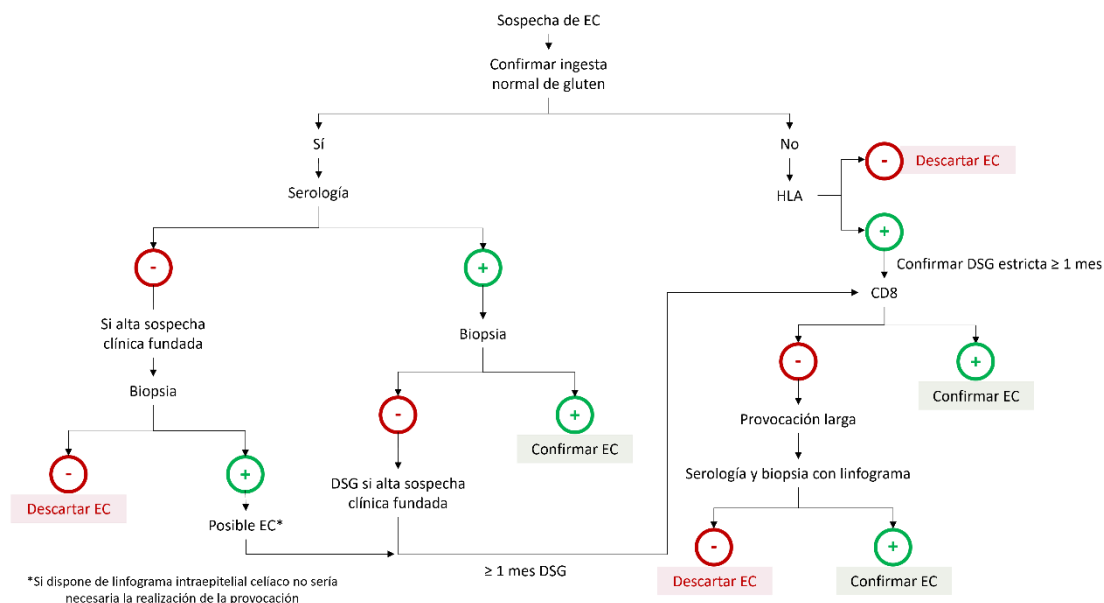 Sospecha de EC
Confirmar ingesta
normal de gluten
Sí
No
-
Descartar EC
HLA
Serología
+
Confirmar DSG estricta ≥ 1 mes
-
+
CD8
Si alta sospecha
clínica fundada
Biopsia
-
+
Biopsia
-
+
Confirmar EC
Provocación larga
Confirmar EC
-
+
DSG si alta sospecha
clínica fundada
Serología y biopsia con linfograma
Descartar EC
Posible EC*
-
+
≥ 1 mes DSG
Descartar EC
Confirmar EC
*Si dispone de linfograma intraepitelial celíaco no sería
necesaria la realización de la provocación